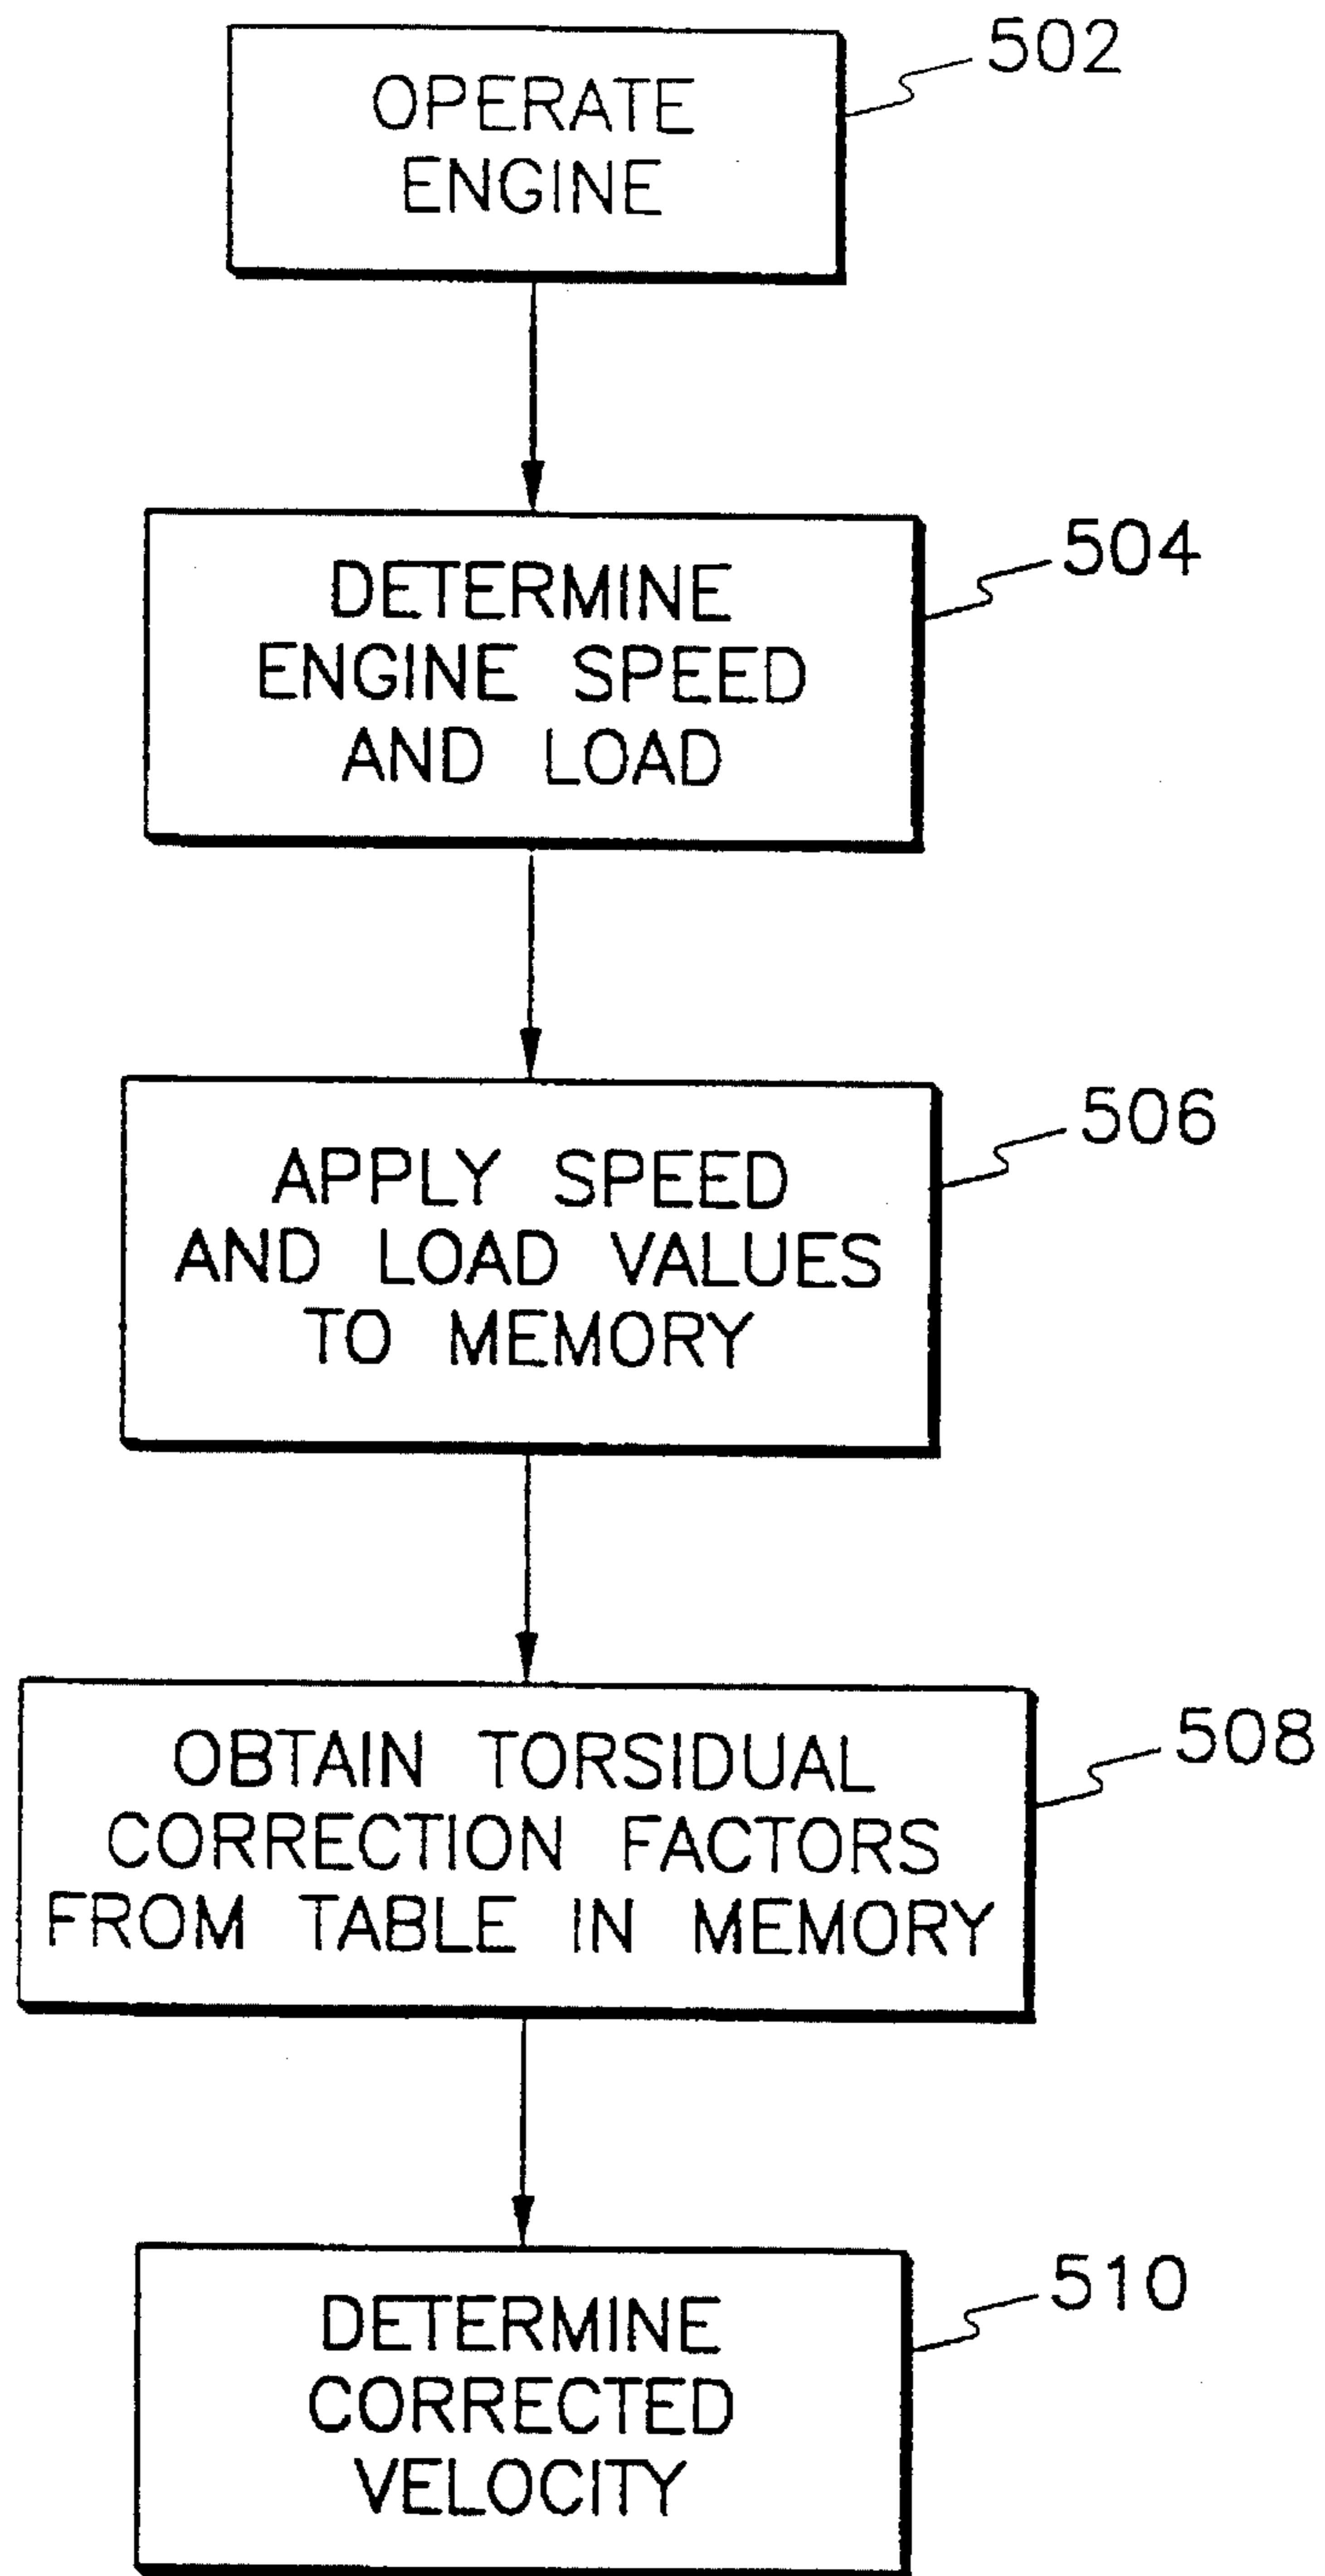 502
OPERATE
ENGINE
504
DETERMINE
ENGINE SPEED
AND LOAD
506
APPLY SPEED
AND LOAD VALUES
TO MEMORY
508
OBTAIN TORSIDUAL
CORRECTION FACTORS
FROM TABLE IN MEMORY
510
DETERMINE
CORRECTED
VELOCITY